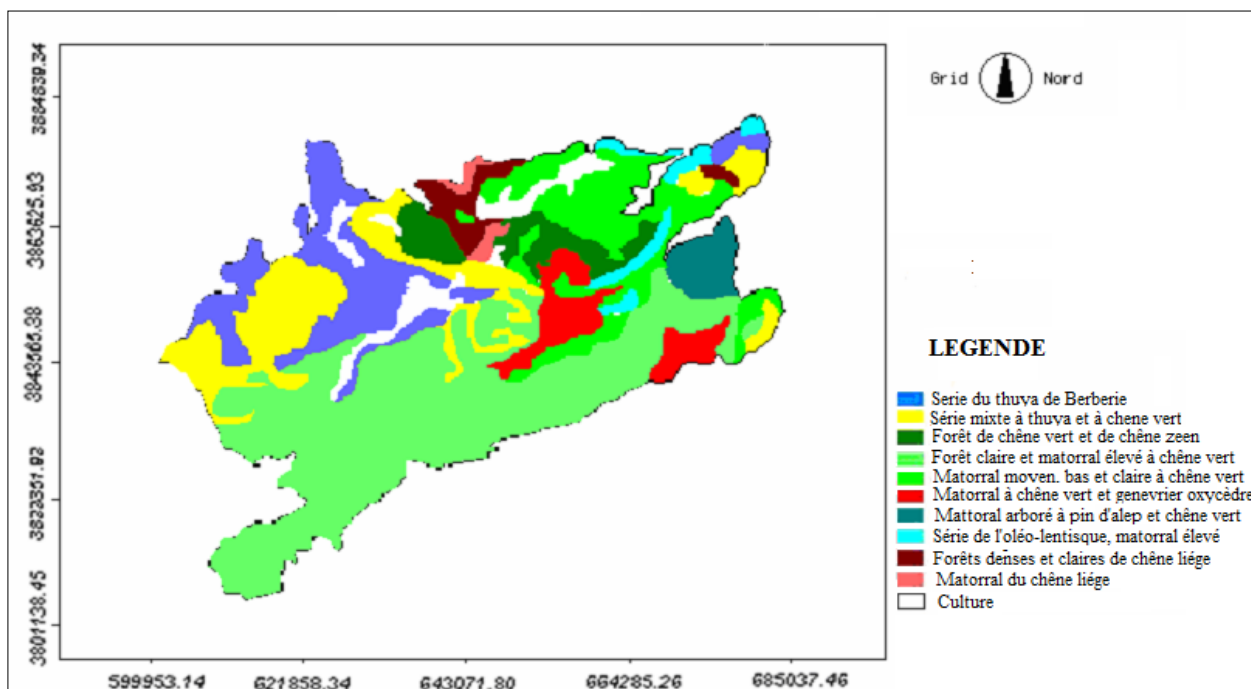 Grid Nord
3884839.34
3863625.93
3822351.92
3801138.45
599953.14 621858.34 643071.80 664285.26 685037.46
LEGENDE
Serie du thuya de Berberie
Série mixte à thuya et à chene vert
Forêt de chêne vert et de chêne zeen
Forêt claire et matorral élevé à chêne vert
Matorral moyen. bas et claire à chêne vert
Matorral à chêne vert et genevrier oxycèdre
Mattoral arboré à pin d'alep et chêne vert
Série de l'oléo-lentisque, matorral élevé
Forêts denses et claires de chêne liége
Matorral du chêne liége
Culture